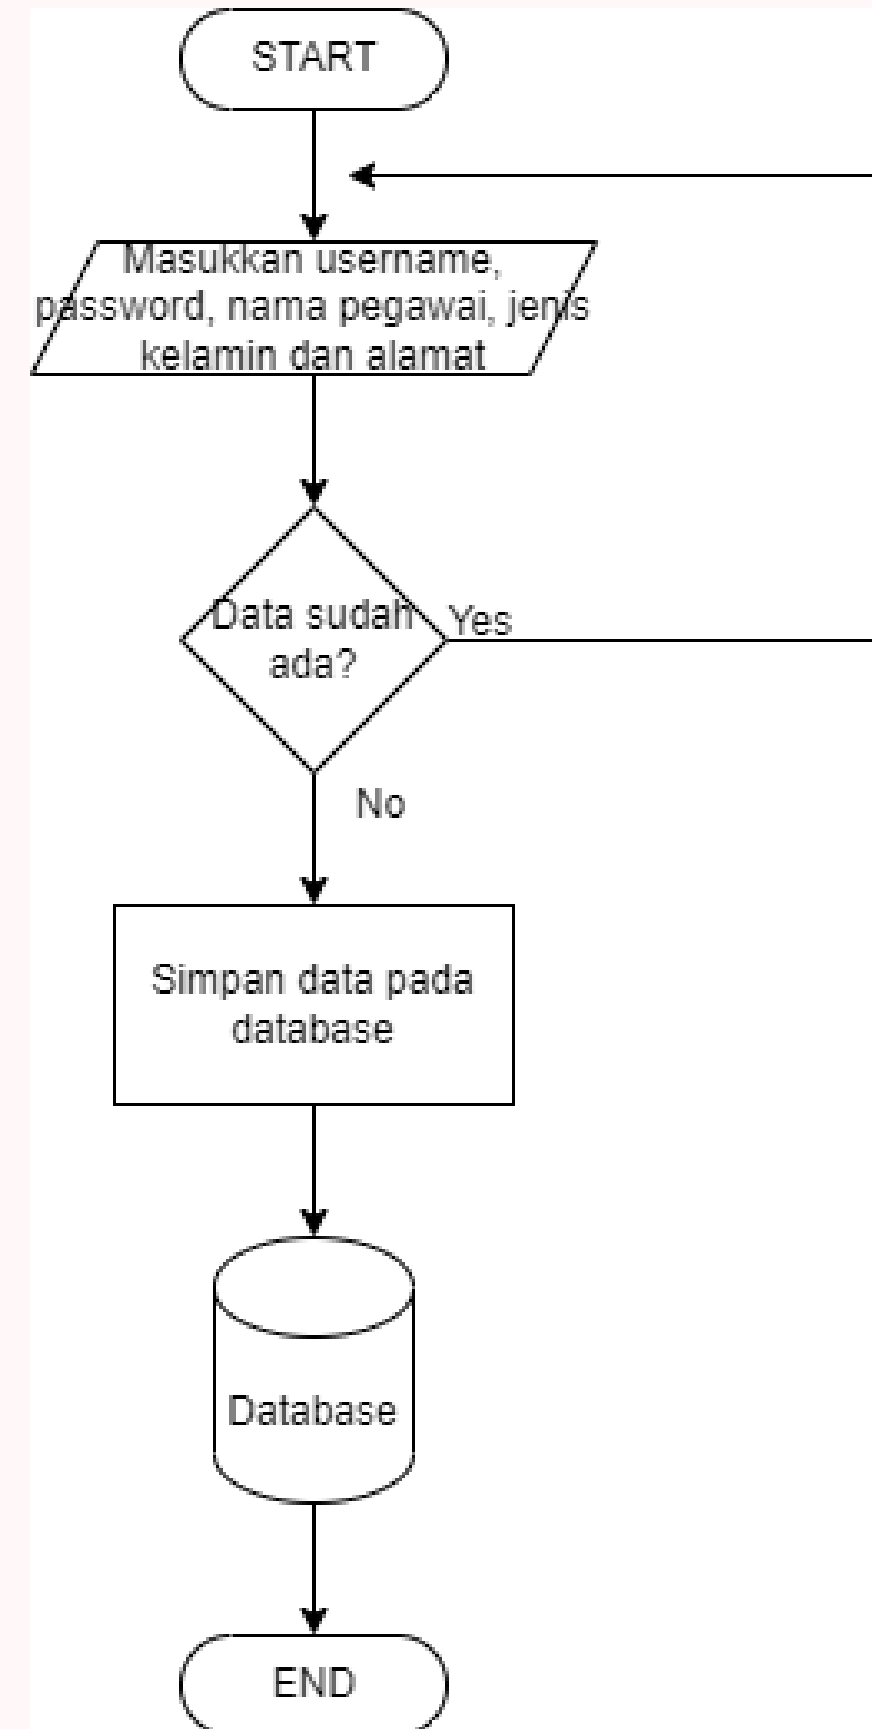 START
Masukkan username,
password, nama pegawai, jenis
kelamin dan alamat
Data sudah
ada?
Yes
No
Simpan data pada
database
Database
END